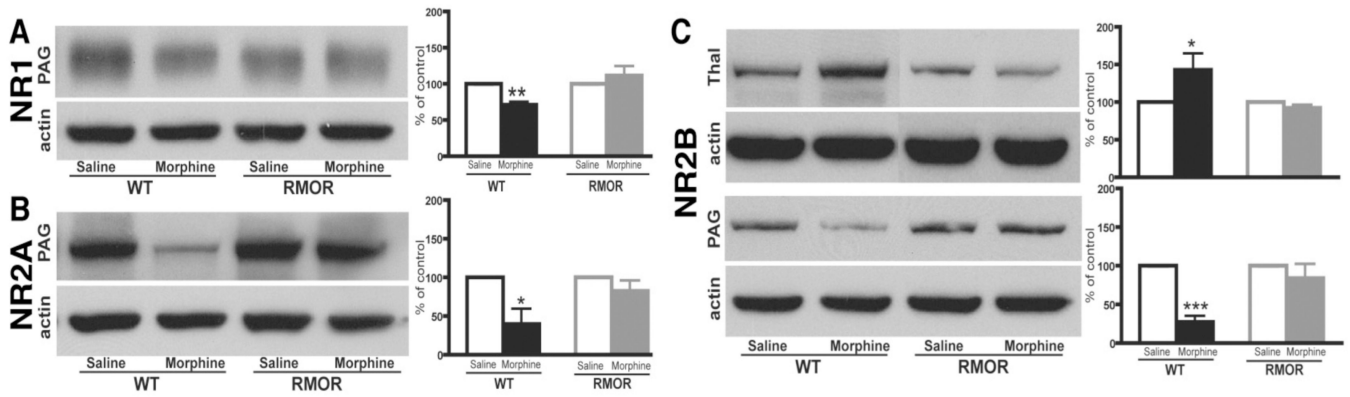 A
NR1
PAG
actin
Saline Morphine Saline Morphine
WT RMOR
200
150
100
50
0
% of control
**
Saline Morphine Saline Morphine
WT RMOR
B
NR2A
PAG
actin
Saline Morphine Saline Morphine
WT RMOR
200
150
100
50
0
% of control
*
Saline Morphine Saline Morphine
WT RMOR
C
NR2B
Thal
actin
200
150
100
50
0
% of control
*
PAG
actin
Saline Morphine Saline Morphine
WT RMOR
200
150
100
50
0
% of control
***
Saline Morphine Saline Morphine
WT RMOR